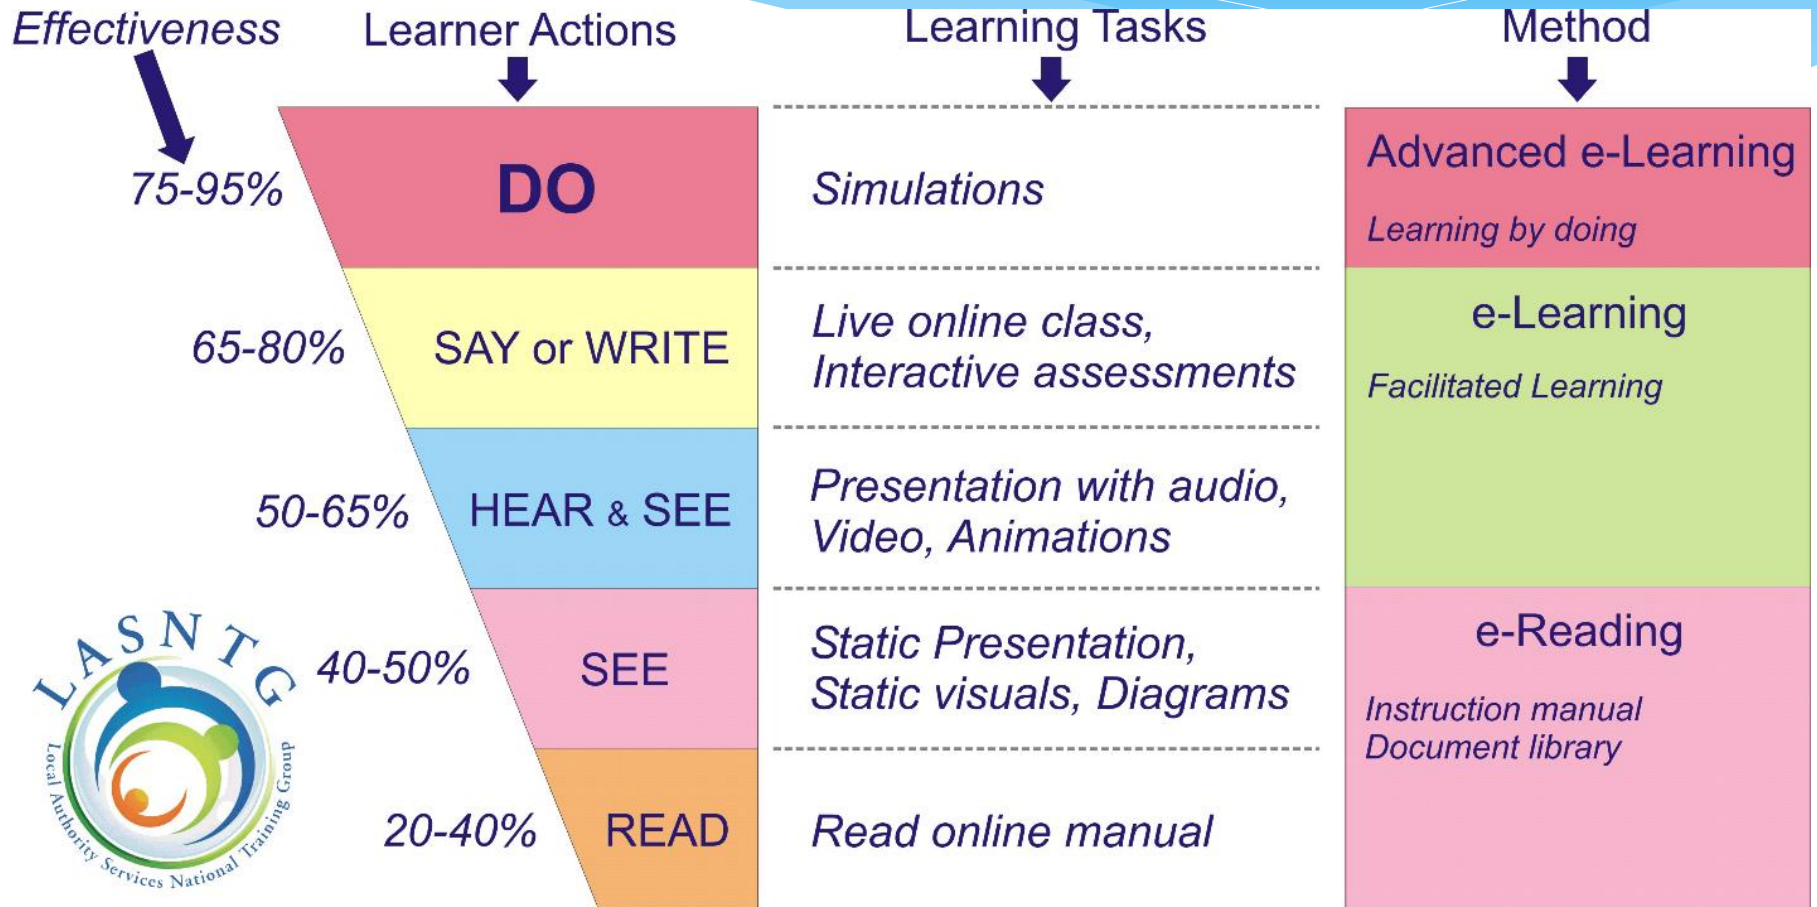 Effectiveness
Learner Actions
Learning Tasks
Method
75-95%
DO
Simulations
Advanced e-Learning
Learning by doing
65-80%
SAY or WRITE
Live online class,
Interactive assessments
e-Learning
Facilitated Learning
50-65%
HEAR & SEE
Presentation with audio,
Video, Animations
40-50%
SEE
Static Presentation,
Static visuals, Diagrams
e-Reading
Instruction manual
Document library
20-40%
READ
Read online manual
LASNTG
Local Authority Services National Training Group